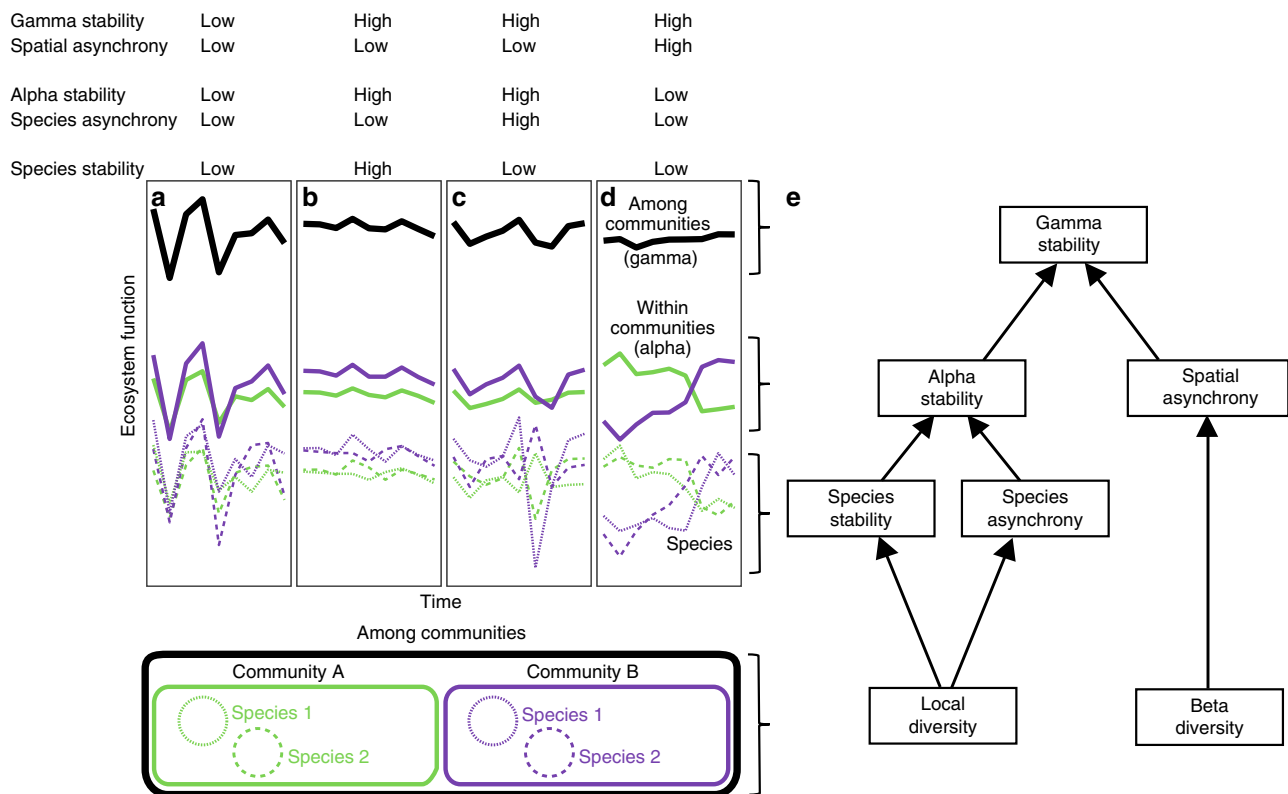 Gamma stability Low High High High
Spatial asynchrony Low Low Low High
Alpha stability Low High High Low
Species asynchrony Low Low High Low
Species stability Low High Low Low
a b c d e
Among
communities
(gamma)
Within
communities
(alpha)
Species
Ecosystem function
Time
Among communities
Community A
Species 1
Species 2
Community B
Species 1
Species 2
Gamma
stability
Alpha
stability
Spatial
asynchrony
Species
stability
Species
asynchrony
Local
diversity
Beta
diversity